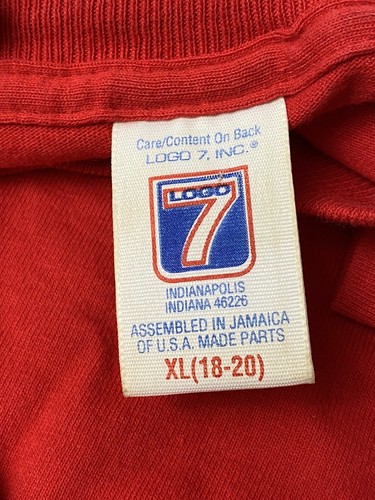 Care/Content On Back
LOGO 7, INC.®
LOGO
7
INDIANAPOLIS
INDIANA 46226
ASSEMBLED IN JAMAICA
OF U.S.A. MADE PARTS
XL(18-20)